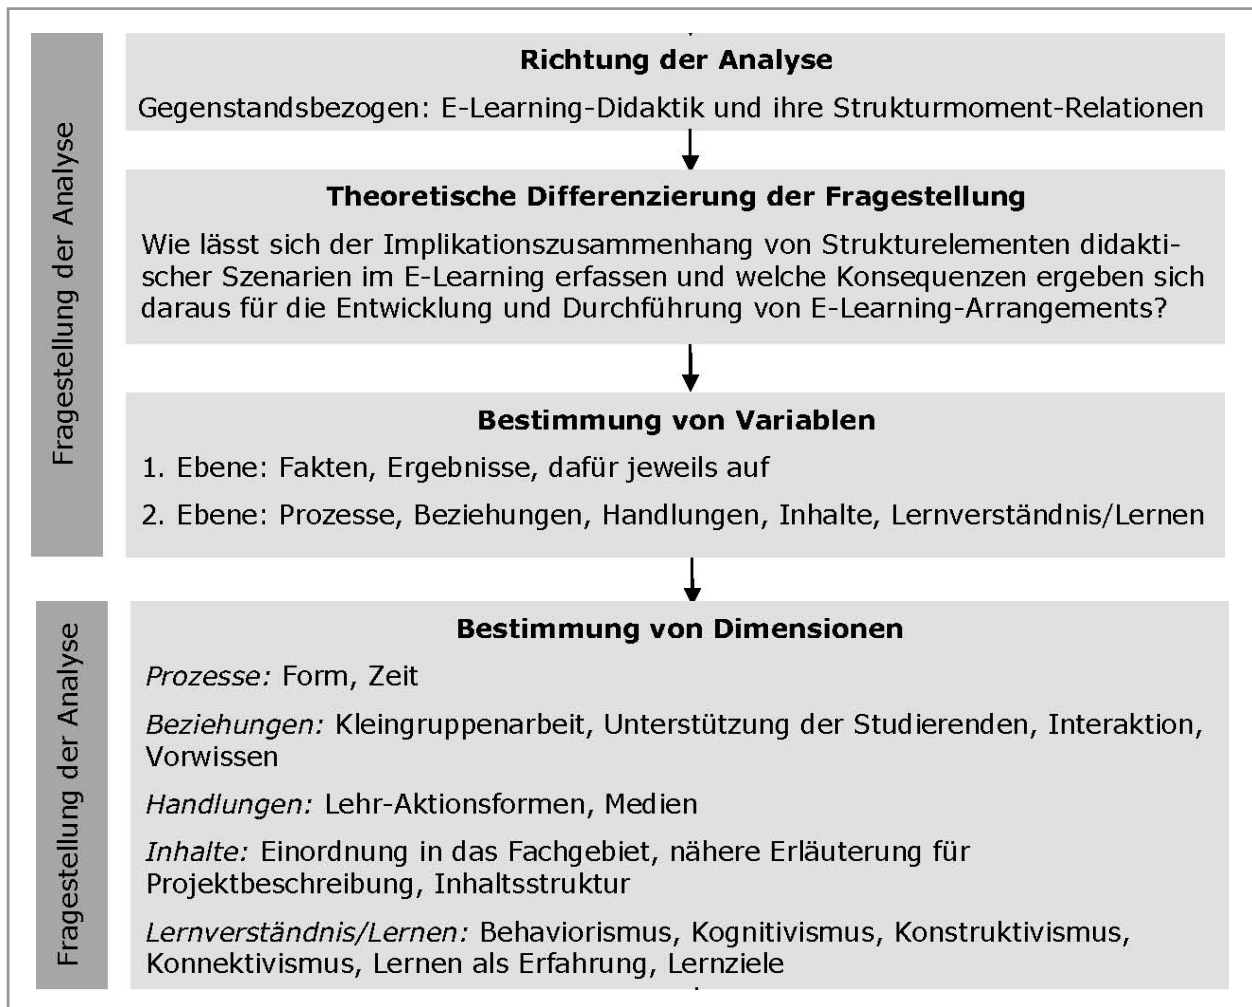 Fragestellung der Analyse
Richtung der Analyse
Gegenstandsbezogen: E-Learning-Didaktik und ihre Strukturmoment-Relationen
Theoretische Differenzierung der Fragestellung
Wie lässt sich der Implikationszusammenhang von Strukturelementen didakti-
scher Szenarien im E-Learning erfassen und welche Konsequenzen ergeben sich
daraus für die Entwicklung und Durchführung von E-Learning-Arrangements?
Bestimmung von Variablen
1. Ebene: Fakten, Ergebnisse, dafür jeweils auf
2. Ebene: Prozesse, Beziehungen, Handlungen, Inhalte, Lernverständnis/Lernen
Fragestellung der Analyse
Bestimmung von Dimensionen
Prozesse: Form, Zeit
Beziehungen: Kleingruppenarbeit, Unterstützung der Studierenden, Interaktion,
Vorwissen
Handlungen: Lehr-Aktionsformen, Medien
Inhalte: Einordnung in das Fachgebiet, nähere Erläuterung für
Projektbeschreibung, Inhaltsstruktur
Lernverständnis/Lernen: Behaviorismus, Kognitivismus, Konstruktivismus,
Konnektivismus, Lernen als Erfahrung, Lernziele